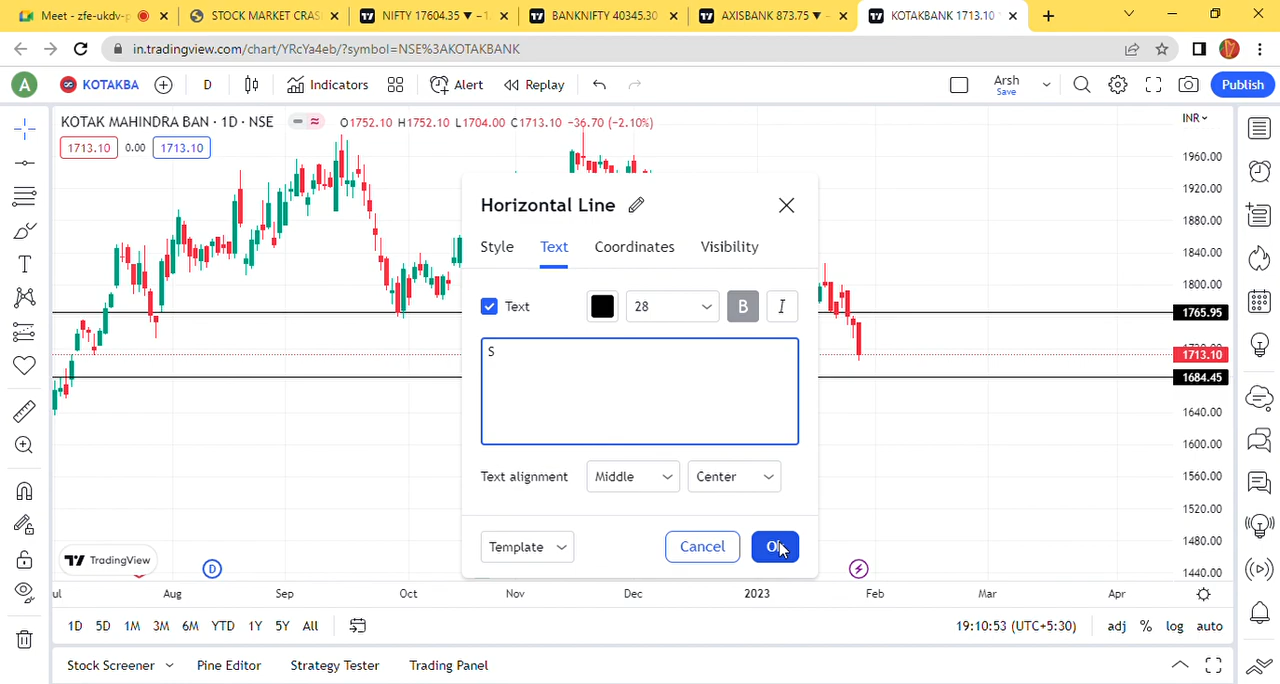 Meet - zfe-ukdv-p
STOCK MARKET CRAS
NIFTY 17604.35 ▼ −1.
BANKNIFTY 40345.30
AXISBANK 873.75 ▼ −
KOTAKBANK 1713.10
in.tradingview.com/chart/YRcYa4eb/?symbol=NSE%3AKOTAKBANK
A
KOTAKBA
D
Indicators
Alert
Replay
Arsh
Save
Publish
KOTAK MAHINDRA BAN · 1D · NSE
O1752.10 H1752.10 L1704.00 C1713.10 −36.70 (−2.10%)
INR
1713.10 0.00 1713.10
1960.00
1920.00
1880.00
1840.00
1800.00
1765.95
1713.10
1684.45
1640.00
1600.00
1560.00
1520.00
1480.00
1440.00
Horizontal Line
Style Text Coordinates Visibility
Text
28
B
I
S
Text alignment
Middle
Center
Template
Cancel
TradingView
D
Aug Sep Oct Nov Dec 2023 Feb Mar Apr
1D 5D 1M 3M 6M YTD 1Y 5Y All
19:10:53 (UTC+5:30)
adj % log auto
Stock Screener Pine Editor Strategy Tester Trading Panel